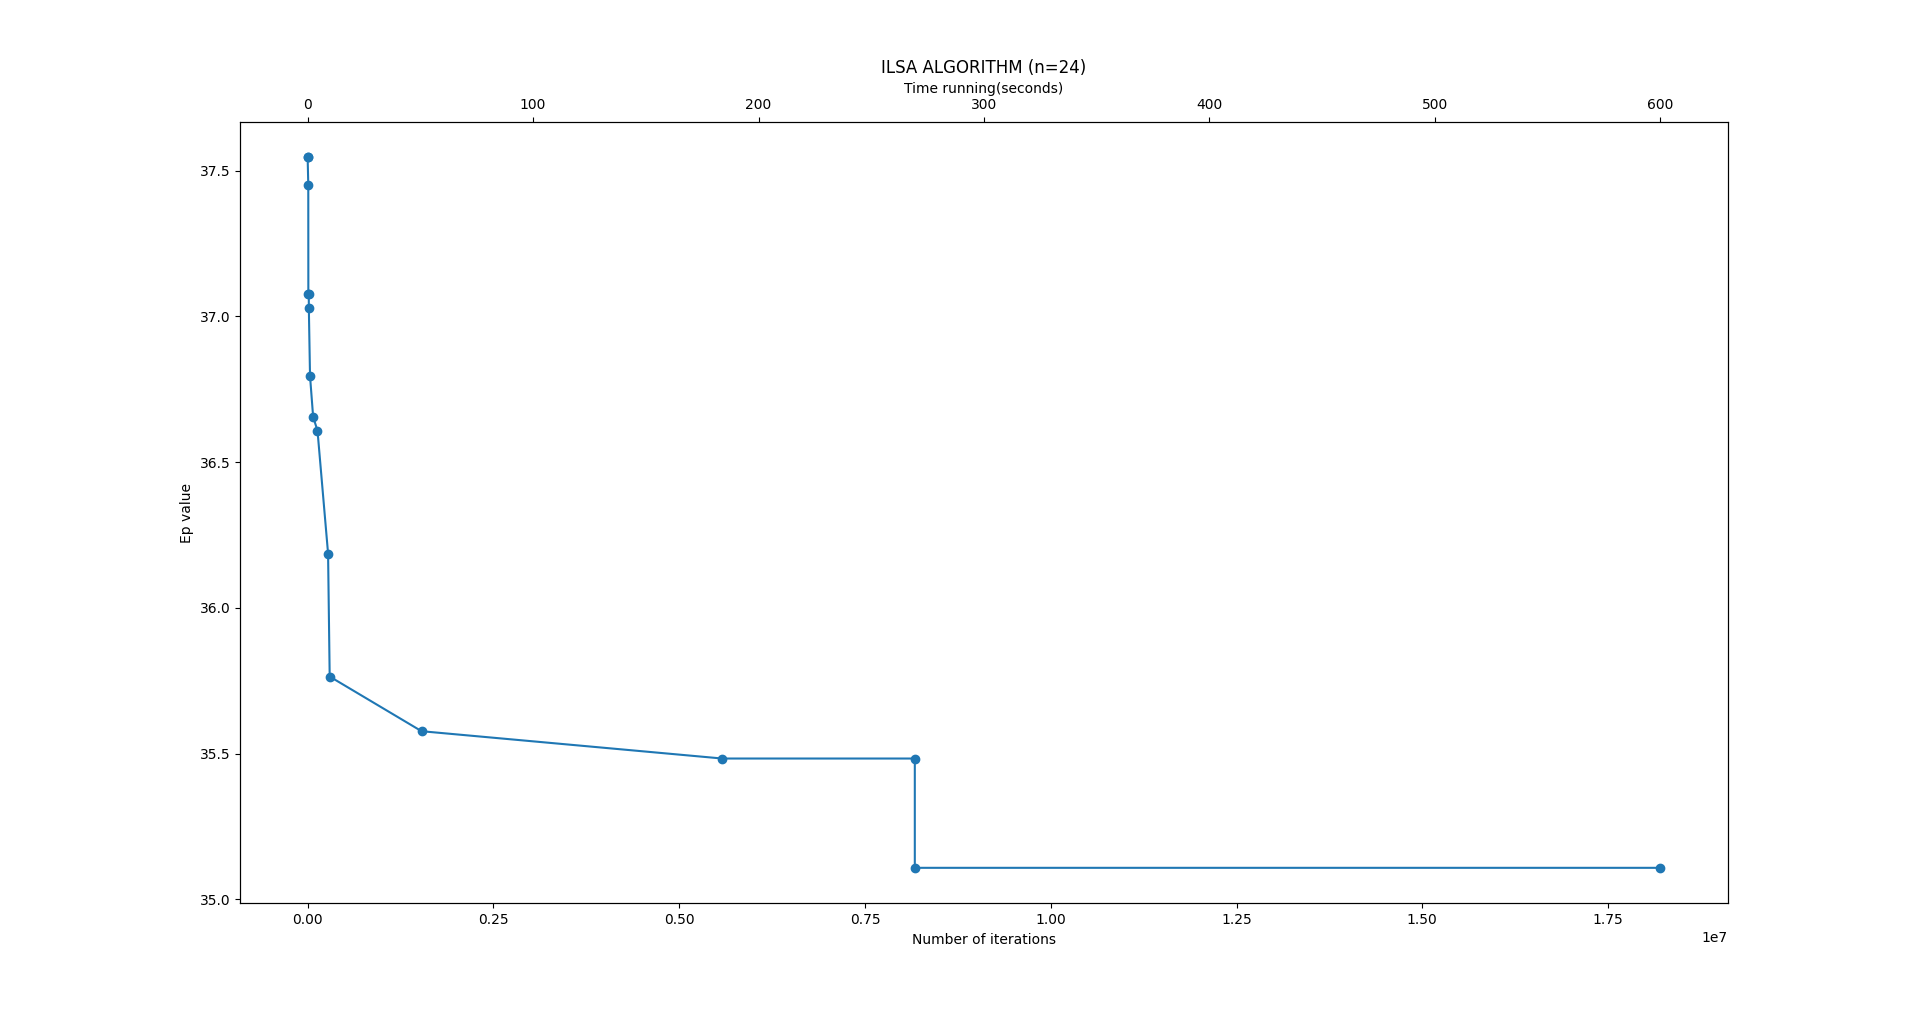 ILSA ALGORITHM (n=24)
Time running(seconds)
0 100 200 300 400 500 600
37.5
37.0
36.5
36.0
35.5
35.0
Ep value
0.00 0.25 0.50 0.75 1.00 1.25 1.50 1.75
Number of iterations
1e7